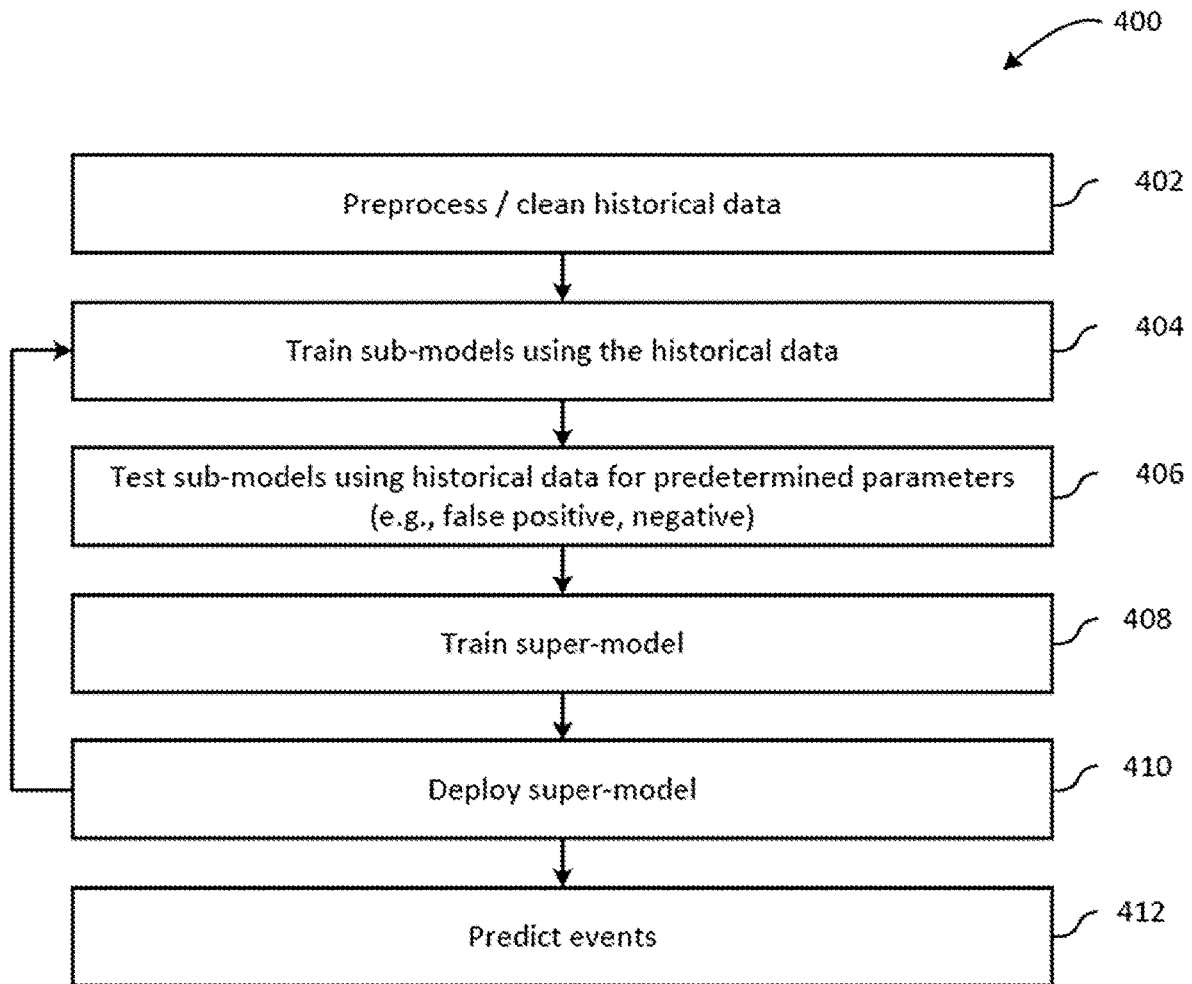 400
Preprocess / clean historical data
402
Train sub-models using the historical data
404
Test sub-models using historical data for predetermined parameters
(e.g., false positive, negative)
406
Train super-model
408
Deploy super-model
410
Predict events
412